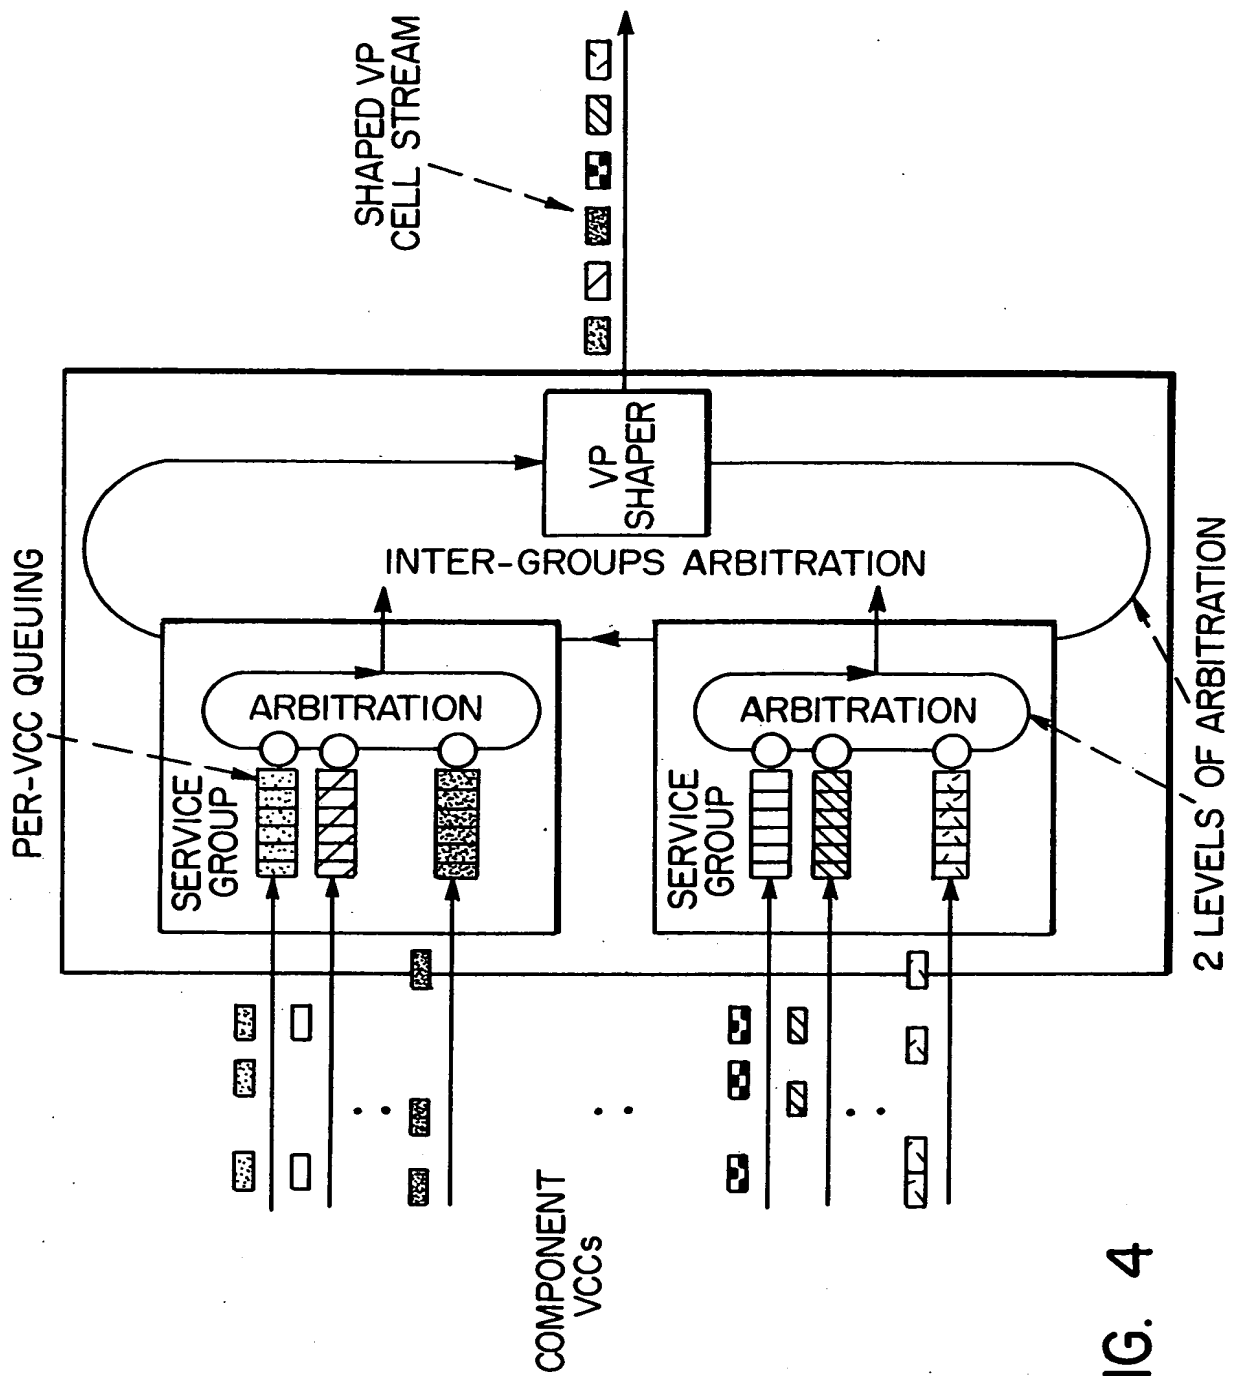 SHAPED VP
CELL STREAM
VP
SHAPER
PER-VCC QUEUING
INTER-GROUPS ARBITRATION
ARBITRATION
ARBITRATION
SERVICE
GROUP
SERVICE
GROUP
2 LEVELS OF ARBITRATION
COMPONENT
VCCs
IG. 4